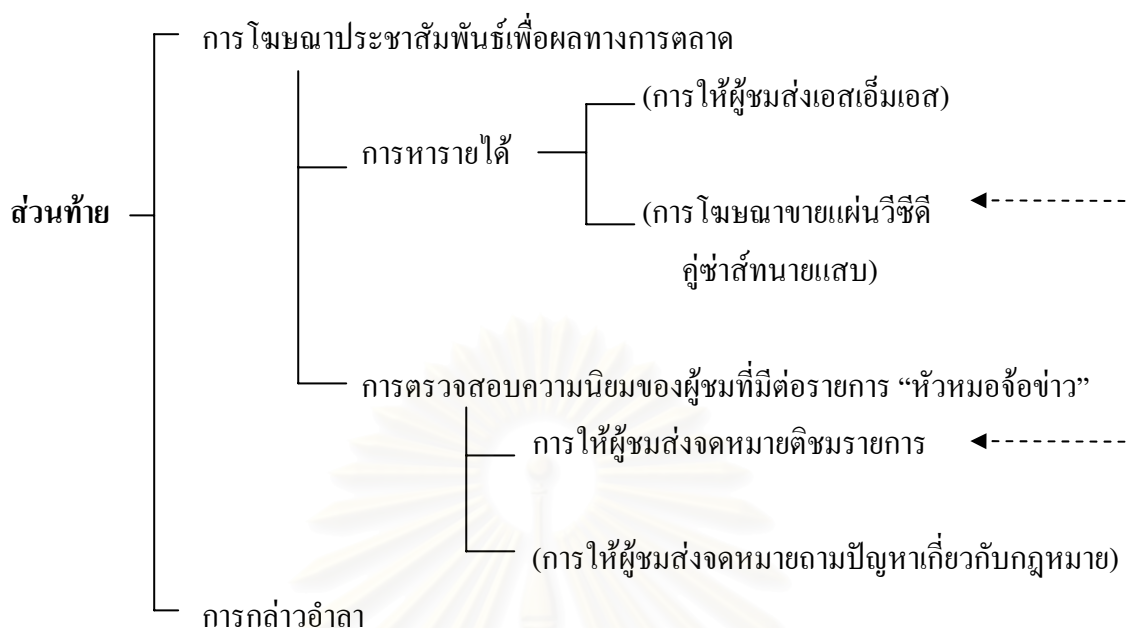 การโฆษณาประชาสัมพันธ์เพื่อผลทางการตลาด
(การให้ผู้ชมส่งเอสเอ็มเอส)
การหารายได้
ส่วนท้าย
(การโฆษณาขายแผ่นวีซีดี
คู่ซ่าส์ทนายแสบ)
การตรวจสอบความนิยมของผู้ชมที่มีต่อรายการ “หัวหมอจ้อข่าว”
การให้ผู้ชมส่งจดหมายติชมรายการ
(การให้ผู้ชมส่งจดหมายถามปัญหาเกี่ยวกับกฎหมาย)
การกล่าวอำลา